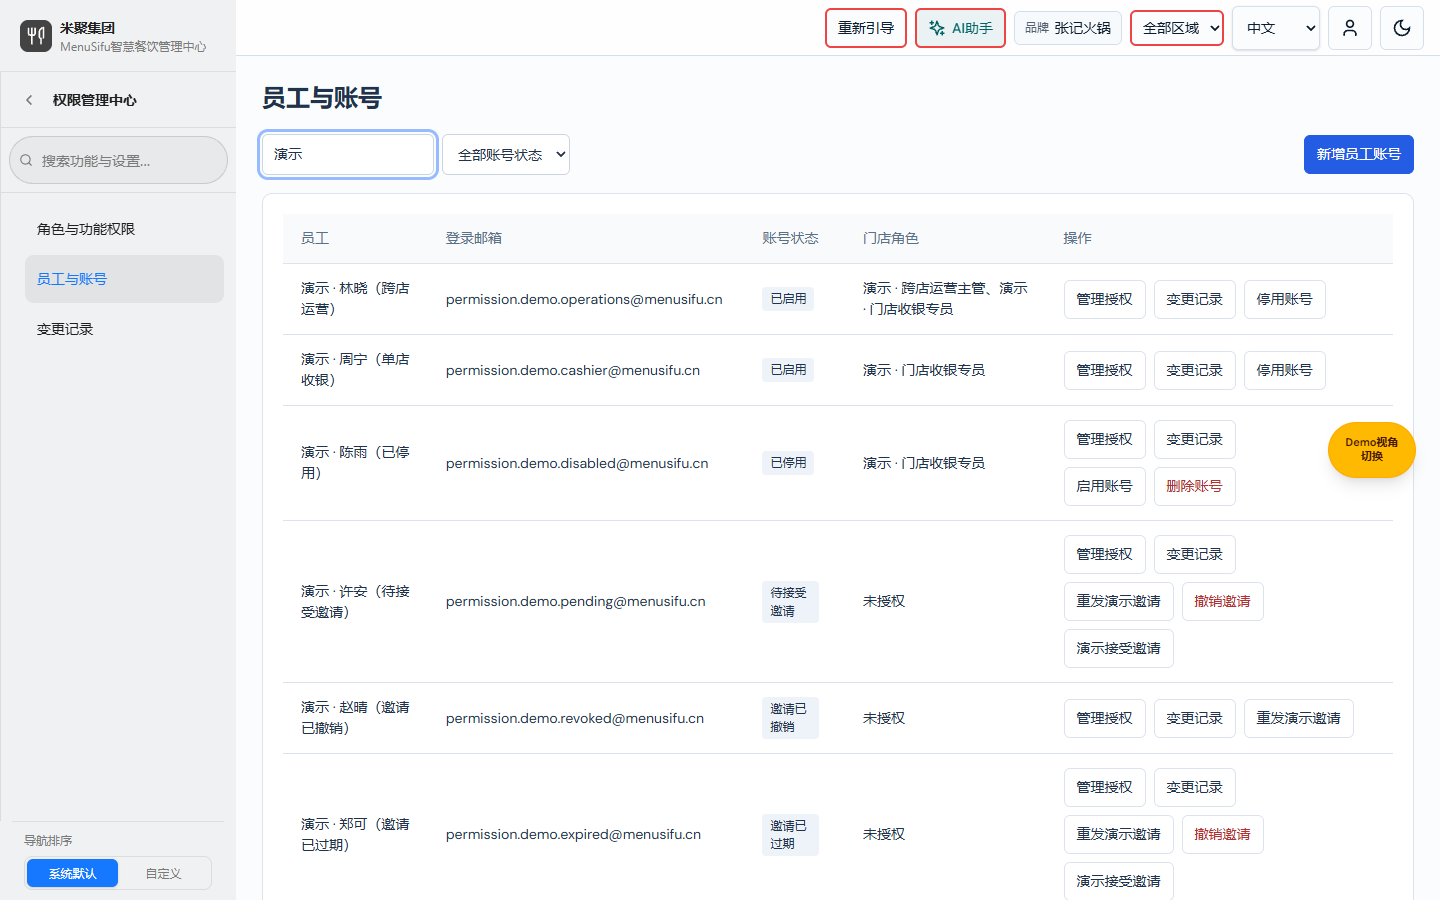 米聚集团
MenuSifu智慧餐饮管理中心
重新引导
AI助手
品牌 张记火锅
全部区域
中文
权限管理中心
搜索功能与设置...
角色与功能权限
员工与账号
变更记录
导航排序
系统默认
自定义
员工与账号
演示
全部账号状态
新增员工账号
员工
登录邮箱
账号状态
门店角色
操作
演示 · 林晓（跨店
运营）
permission.demo.operations@menusifu.cn
已启用
演示 · 跨店运营主管、演示
· 门店收银专员
管理授权
变更记录
停用账号
演示 · 周宁（单店
收银）
permission.demo.cashier@menusifu.cn
已启用
演示 · 门店收银专员
管理授权
变更记录
停用账号
演示 · 陈雨（已停
用）
permission.demo.disabled@menusifu.cn
已停用
演示 · 门店收银专员
管理授权
变更记录
启用账号
删除账号
Demo视角
切换
演示 · 许安（待接
受邀请）
permission.demo.pending@menusifu.cn
待接受
邀请
未授权
管理授权
变更记录
重发演示邀请
撤销邀请
演示接受邀请
演示 · 赵晴（邀请
已撤销）
permission.demo.revoked@menusifu.cn
邀请已
撤销
未授权
管理授权
变更记录
重发演示邀请
演示 · 郑可（邀请
已过期）
permission.demo.expired@menusifu.cn
邀请已
过期
未授权
管理授权
变更记录
重发演示邀请
撤销邀请
演示接受邀请